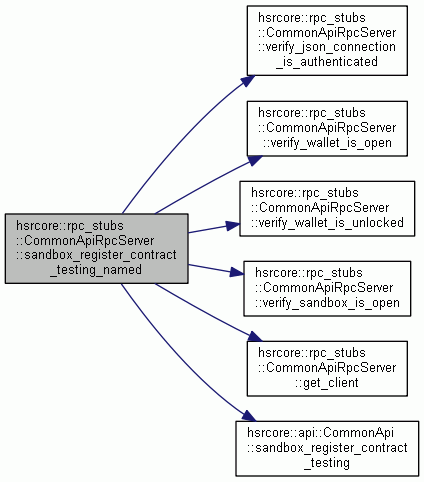 hsrcore::rpc_stubs
::CommonApiRpcServer
::verify_json_connection
_is_authenticated
hsrcore::rpc_stubs
::CommonApiRpcServer
::verify_wallet_is_open
hsrcore::rpc_stubs
::CommonApiRpcServer
::verify_wallet_is_unlocked
hsrcore::rpc_stubs
::CommonApiRpcServer
::sandbox_register_contract
_testing_named
hsrcore::rpc_stubs
::CommonApiRpcServer
::verify_sandbox_is_open
hsrcore::rpc_stubs
::CommonApiRpcServer
::get_client
hsrcore::api::CommonApi
::sandbox_register_contract
_testing